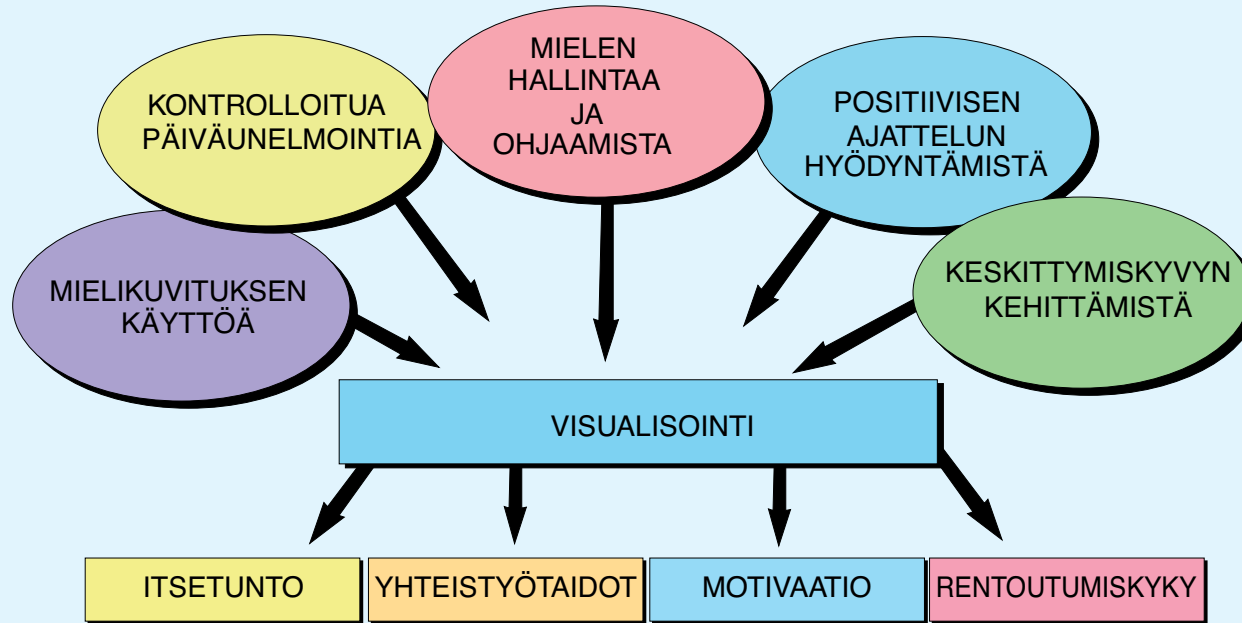 MIELIKUVITUKSEN
KÄYTTÖÄ
KONTROLLOITUA
PÄIVÄUNELMOINTIA
MIELEN
HALLINTAA
JA
OHJAAMISTA
POSITIIVISEN
AJATTELUN
HYÖDYNTÄMISTÄ
KESKITTYMISKYVYN
KEHITTÄMISTÄ
VISUALISOINTI
ITSETUNTO
YHTEISTYÖTAIDOT
MOTIVAATIO
RENTOUTUMISKYKY